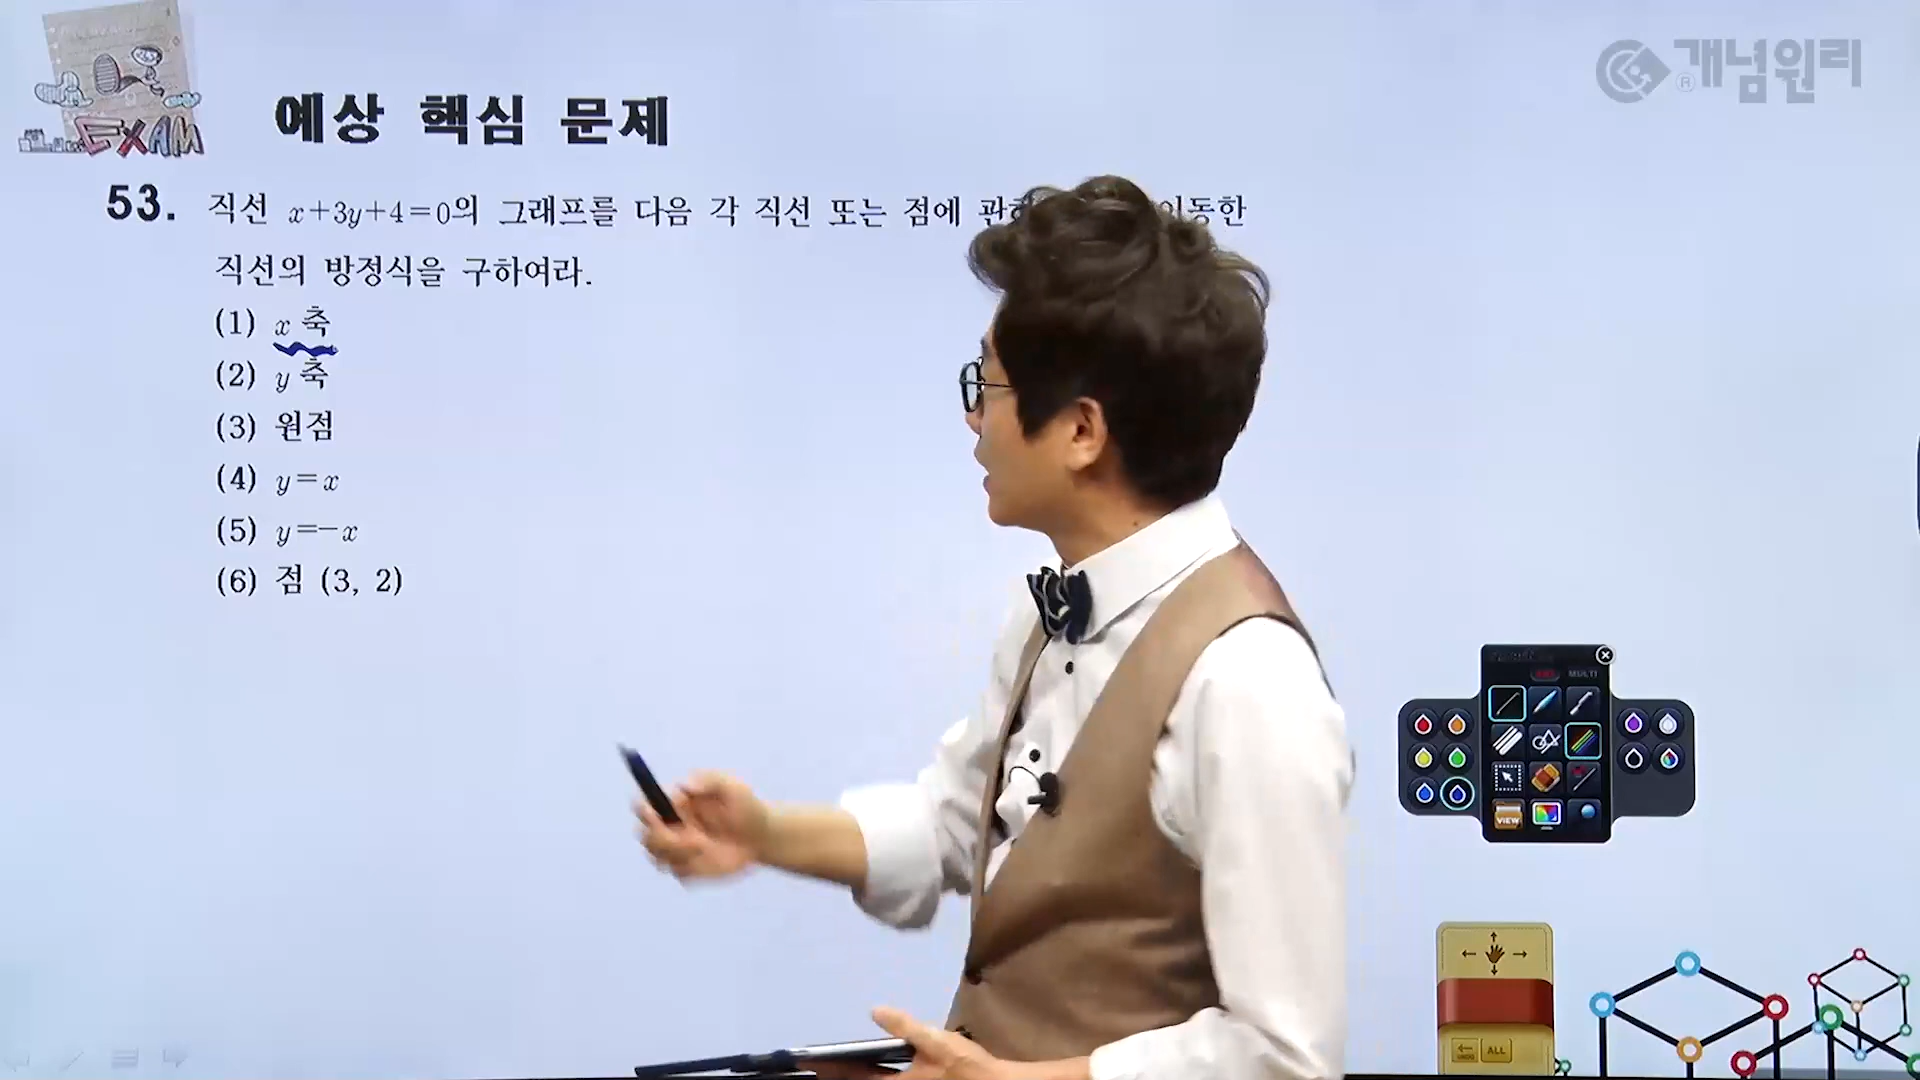 EXAM
예상 핵심 문제
® 개념원리
53. 직선 x+3y+4=0의 그래프를 다음 각 직선 또는 점에 이동한
직선의 방정식을 구하여라.
(1) x축
(2) y축
(3) 원점
(4) y=x
(5) y=-x
(6) 점 (3, 2)
MULTI
VIEW
UNDO ALL